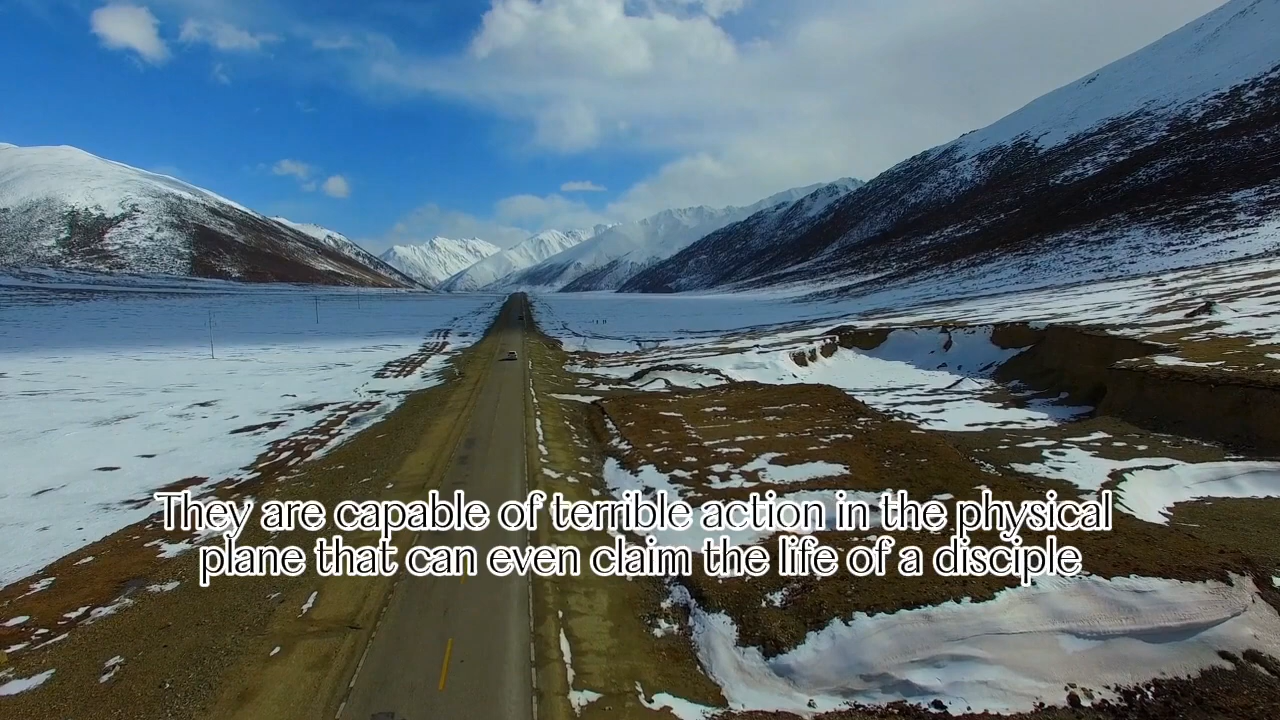 They are capable of terrible action in the physical
plane that can even claim the life of a disciple